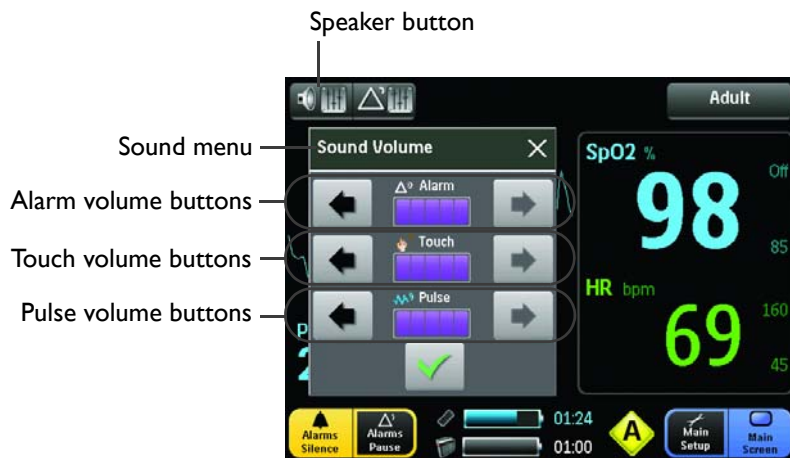 Speaker button
Adult
Sound menu
Sound Volume
SpO2 %
Off
98
85
Alarm volume buttons
Alarm
Touch volume buttons
Touch
HR bpm
160
69
45
Pulse volume buttons
Pulse
P
2
Alarms Silence
Alarms Pause
01:24
01:00
A
Main Setup
Main Screen